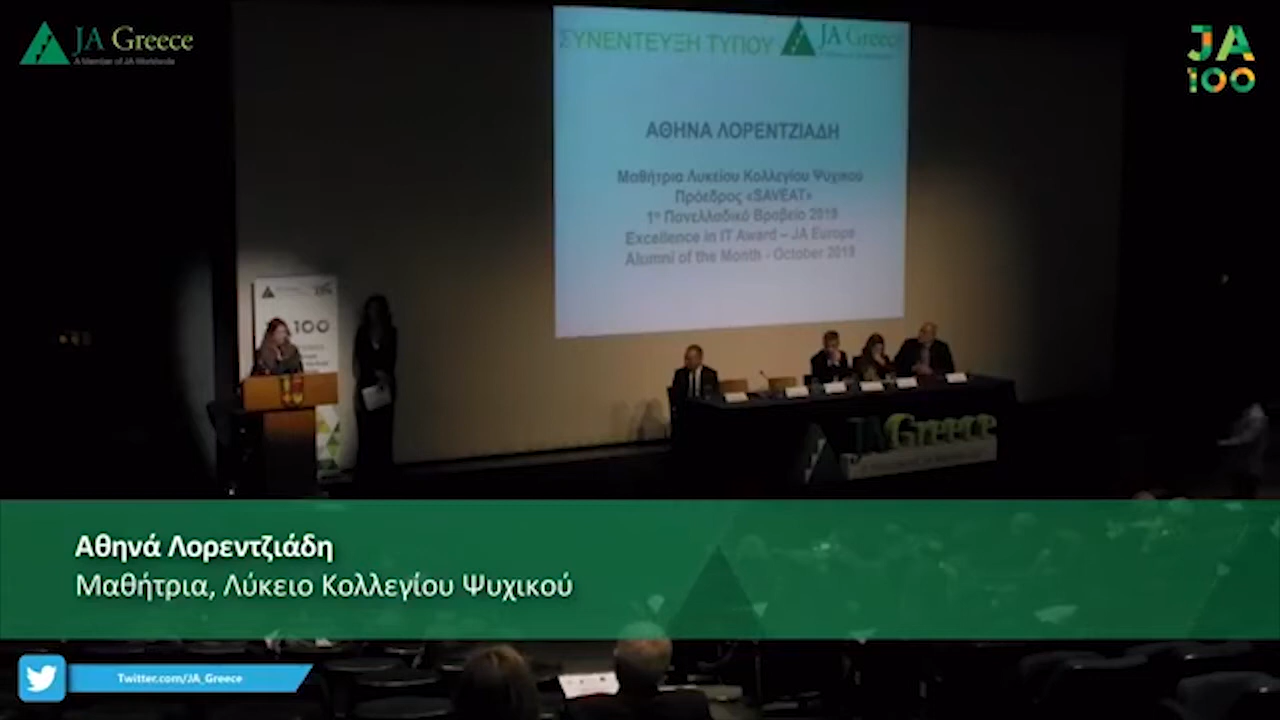 JA Greece
A Member of JA Worldwide
JA
100
ΣΥΝΕΝΤΕΥΞΗ ΤΥΠΟΥ
JA Greece
ΑΘΗΝΑ ΛΟΡΕΝΤΖΙΑΔΗ
Μαθήτρια Λυκείου Κολλεγίου Ψυχικού
Πρόεδρος «SAVEAT»
1ο Πανελλαδικό Βραβείο 2019
Excellence in IT Award – JA Europe
Alumni of the Month - October 2019
100
JA Greece
Αθηνά Λορεντζιάδη
Μαθήτρια, Λύκειο Κολλεγίου Ψυχικού
Twitter.com/JA_Greece